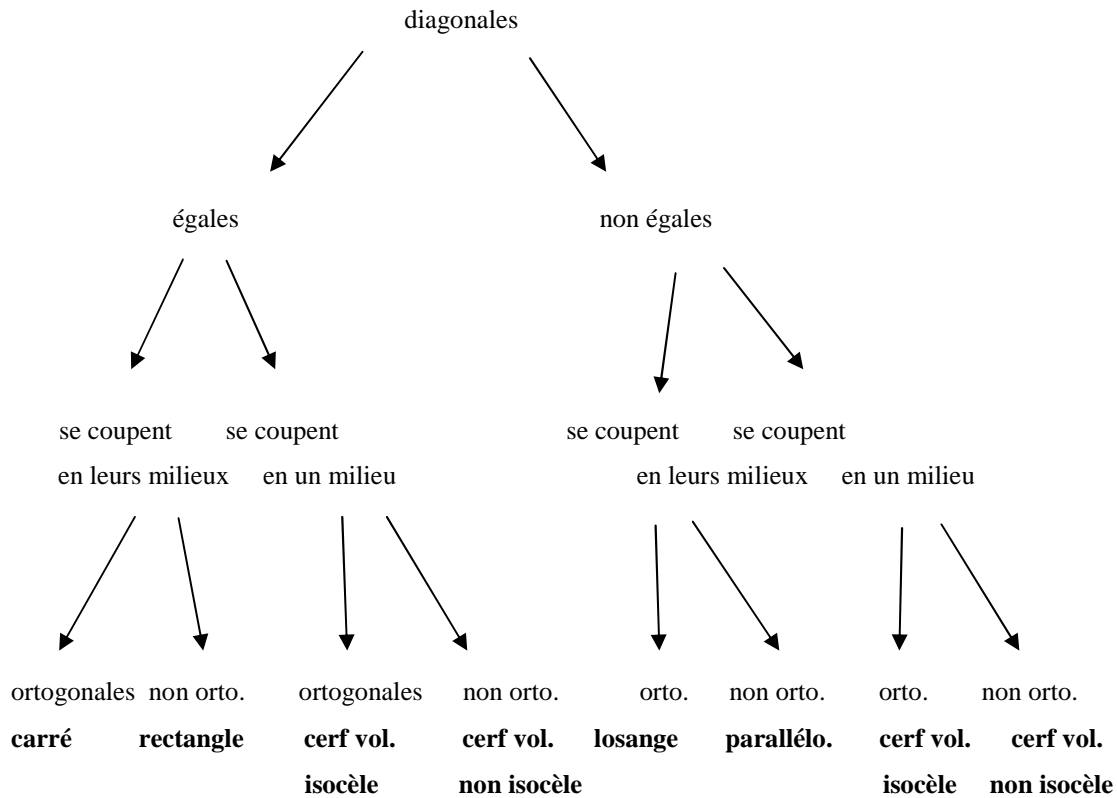 diagonales
égales non égales
se coupent se coupent se coupent se coupent
en leurs milieux en un milieu en leurs milieux en un milieu
ortogonales non orto. ortogonales non orto. orto. non orto. orto. non orto.
carré rectangle cerf vol. cerf vol. losange parallélo. cerf vol. cerf vol.
isocèle non isocèle isocèle non isocèle